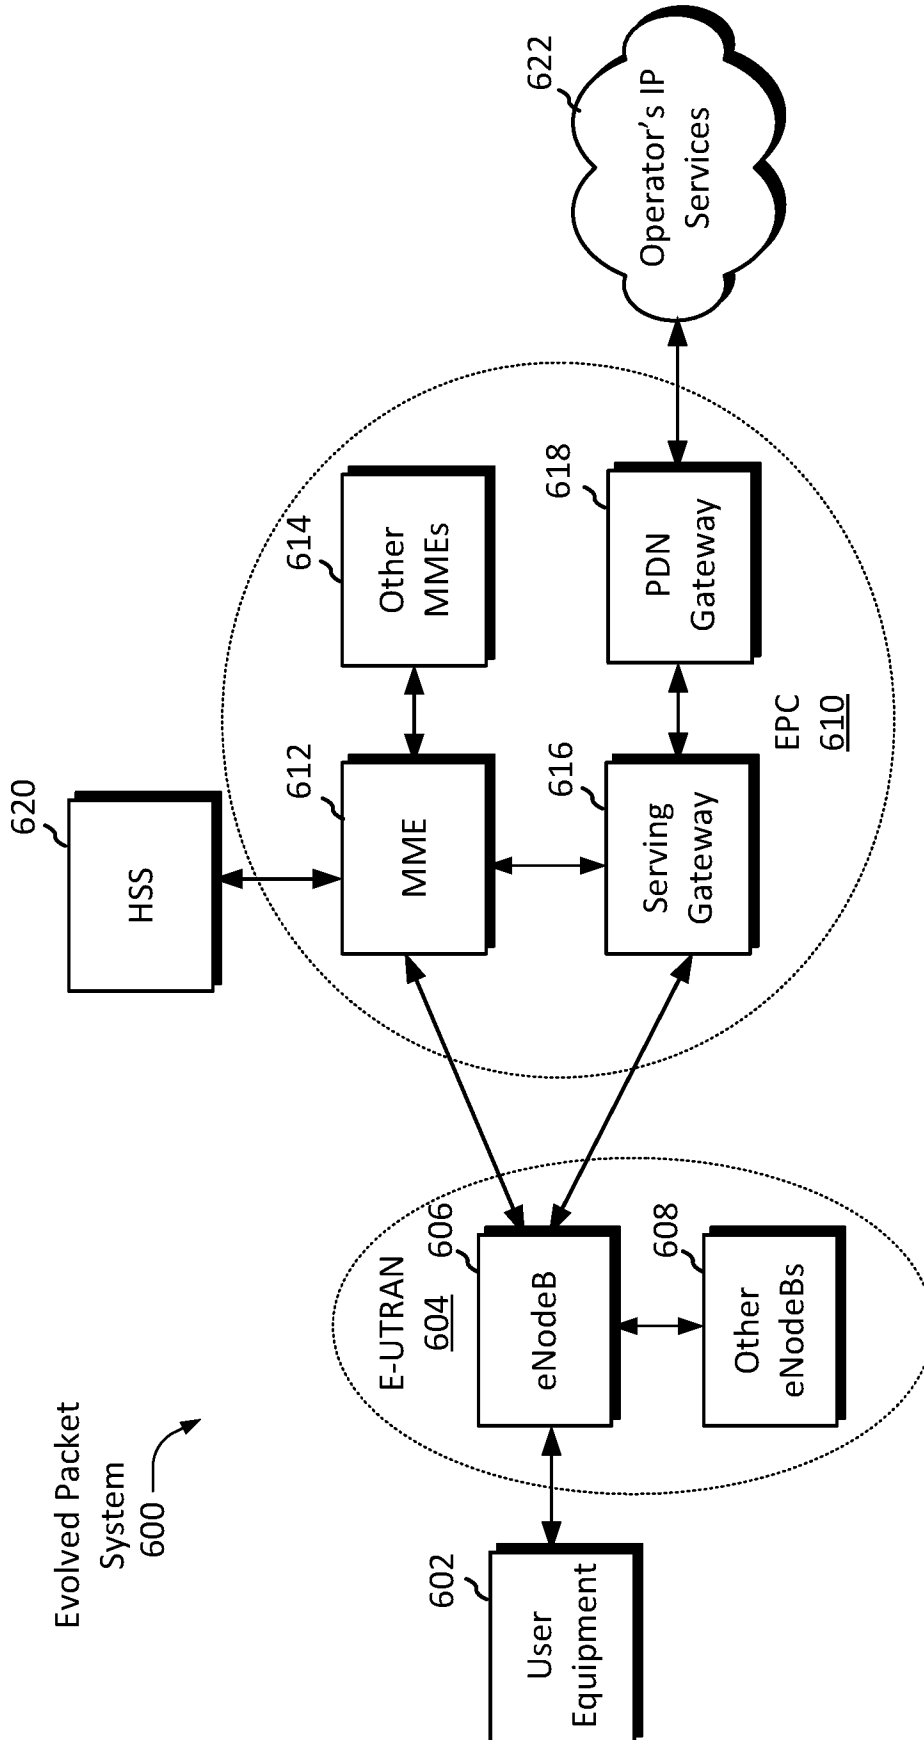 Evolved Packet
System
600
602
User
Equipment
E-UTRAN
604
606
eNodeB
608
Other
eNodeBs
620
HSS
612
MME
614
Other
MMEs
616
Serving
Gateway
618
PDN
Gateway
EPC
610
622
Operator's IP
Services